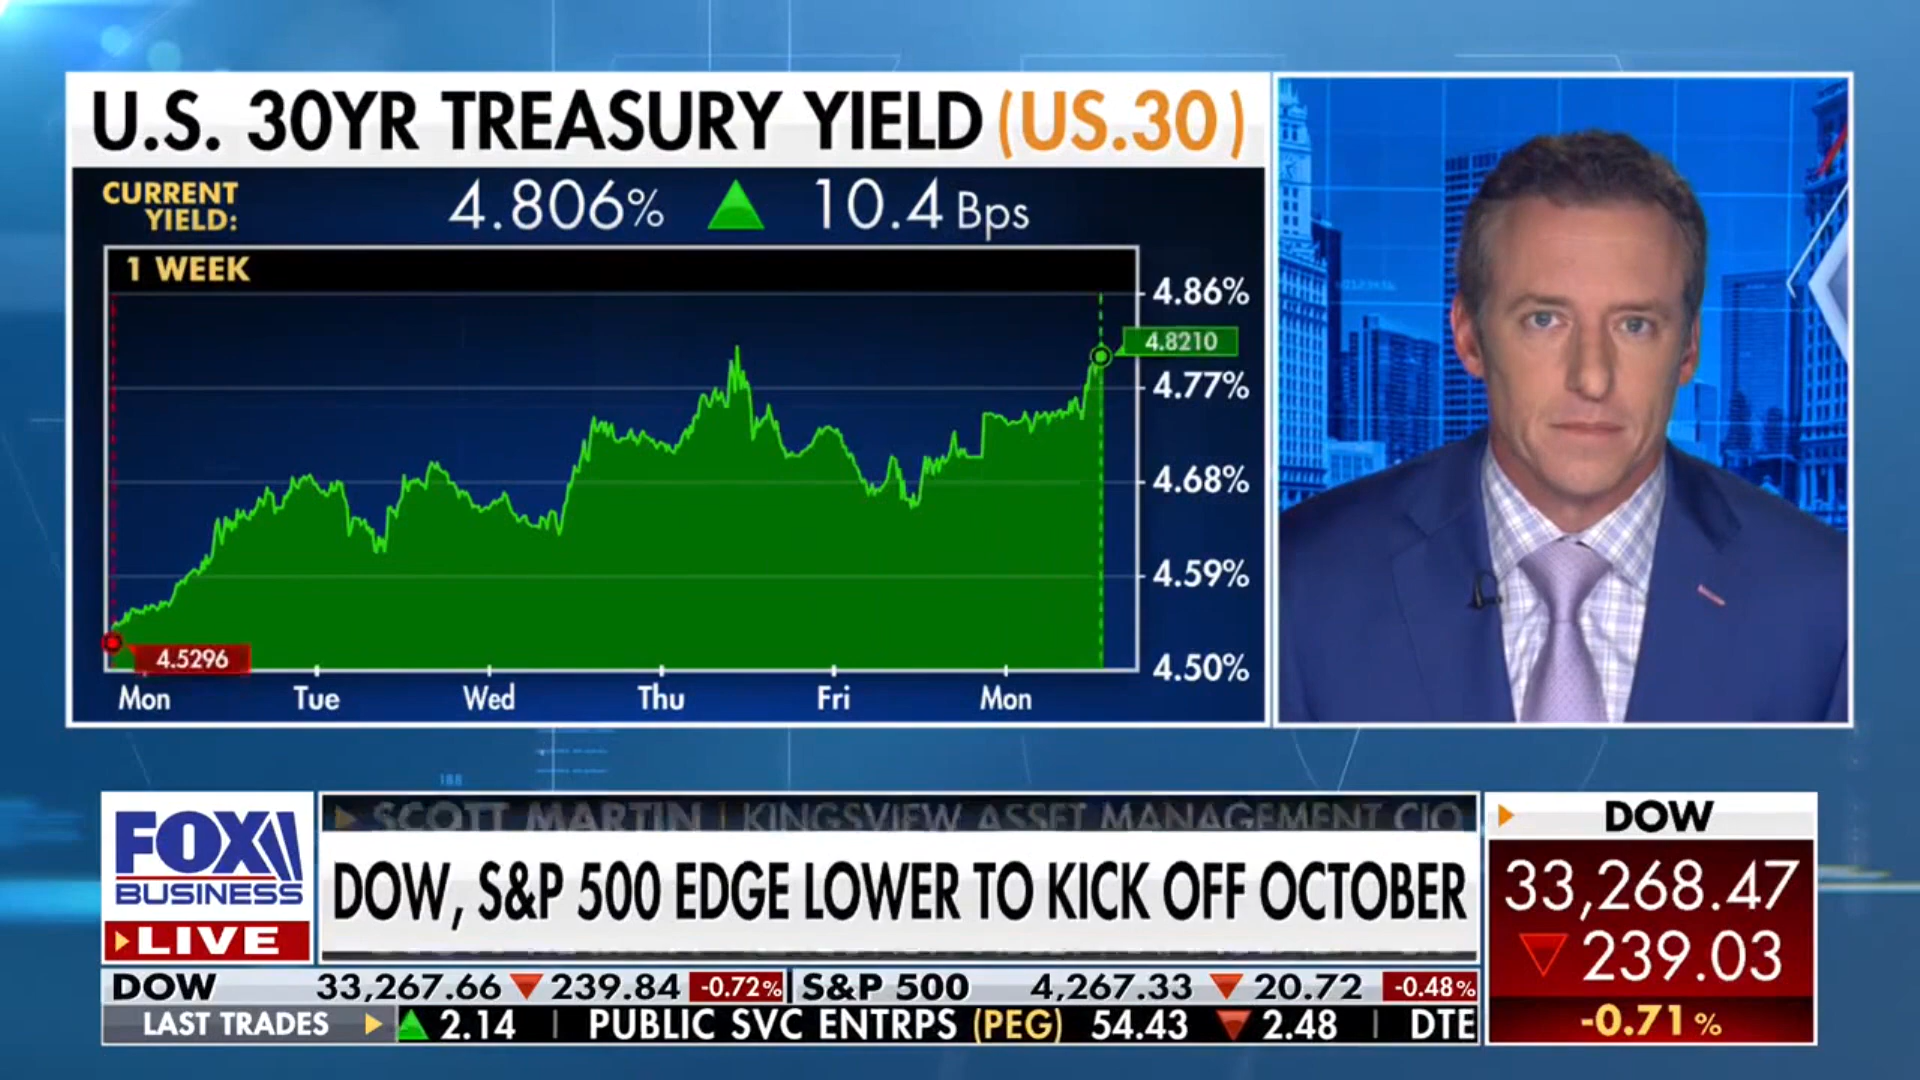 U.S. 30YR TREASURY YIELD (US.30)
CURRENT YIELD: 4.806% ▲ 10.4 Bps
1 WEEK
4.86%
4.8210
4.77%
4.68%
4.59%
4.50%
4.5296
Mon Tue Wed Thu Fri Mon
SCOTT MARTIN | KINGSVIEW ASSET MANAGEMENT CIO
FOX BUSINESS
LIVE
DOW, S&P 500 EDGE LOWER TO KICK OFF OCTOBER
DOW
33,268.47
▼ 239.03
-0.71%
DOW 33,267.66 ▼ 239.84 -0.72% | S&P 500 4,267.33 ▼ 20.72 -0.48%
LAST TRADES ▲ 2.14 | PUBLIC SVC ENTRPS (PEG) 54.43 ▼ 2.48 | DTE